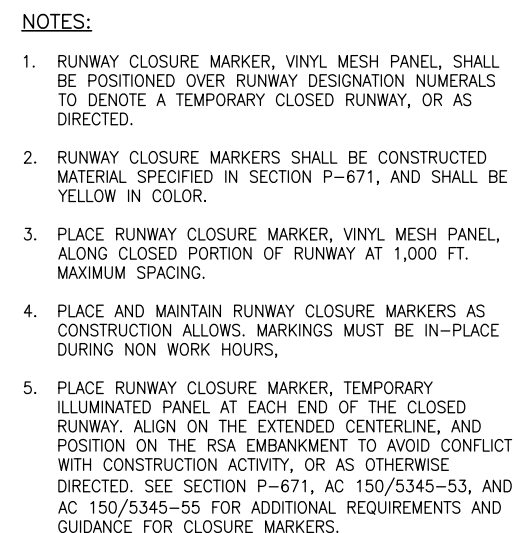 NOTES:
1. RUNWAY CLOSURE MARKER, VINYL MESH PANEL, SHALL
BE POSITIONED OVER RUNWAY DESIGNATION NUMERALS
TO DENOTE A TEMPORARY CLOSED RUNWAY, OR AS
DIRECTED.
2. RUNWAY CLOSURE MARKERS SHALL BE CONSTRUCTED
MATERIAL SPECIFIED IN SECTION P-671, AND SHALL BE
YELLOW IN COLOR.
3. PLACE RUNWAY CLOSURE MARKER, VINYL MESH PANEL,
ALONG CLOSED PORTION OF RUNWAY AT 1,000 FT.
MAXIMUM SPACING.
4. PLACE AND MAINTAIN RUNWAY CLOSURE MARKERS AS
CONSTRUCTION ALLOWS. MARKINGS MUST BE IN-PLACE
DURING NON WORK HOURS,
5. PLACE RUNWAY CLOSURE MARKER, TEMPORARY
ILLUMINATED PANEL AT EACH END OF THE CLOSED
RUNWAY. ALIGN ON THE EXTENDED CENTERLINE, AND
POSITION ON THE RSA EMBANKMENT TO AVOID CONFLICT
WITH CONSTRUCTION ACTIVITY, OR AS OTHERWISE
DIRECTED. SEE SECTION P-671, AC 150/5345-53, AND
AC 150/5345-55 FOR ADDITIONAL REQUIREMENTS AND
GUIDANCE FOR CLOSURE MARKERS.